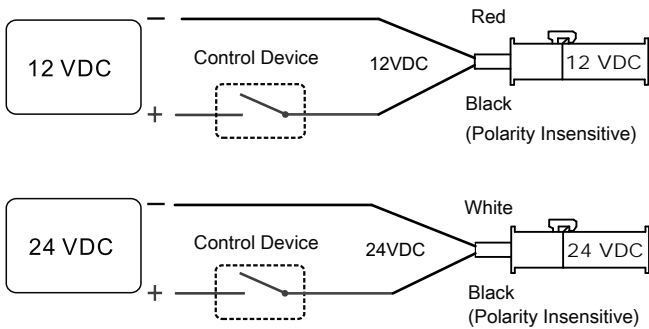 Red
12 VDC
Control Device
12VDC
12 VDC
Black
(Polarity Insensitive)
White
24 VDC
Control Device
24VDC
24 VDC
Black
(Polarity Insensitive)